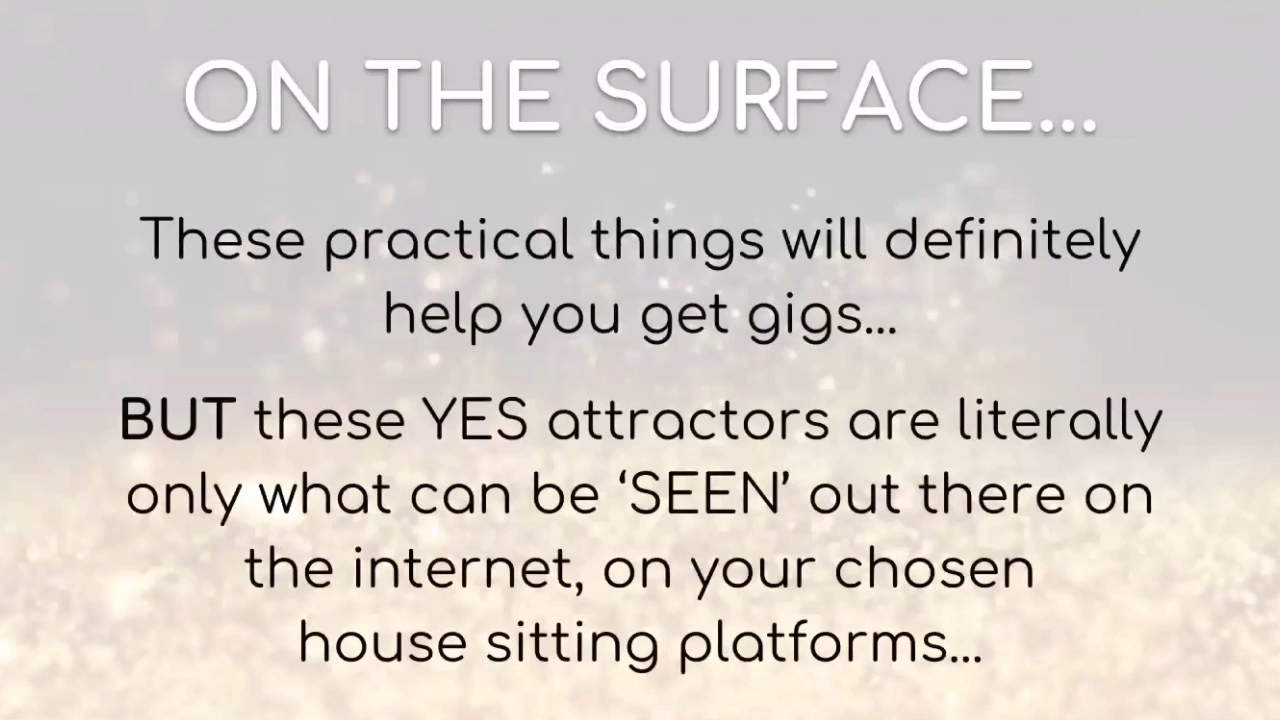 ON THE SURFACE...
These practical things will definitely
help you get gigs...
BUT these YES attractors are literally
only what can be ‘SEEN’ out there on
the internet, on your chosen
house sitting platforms...